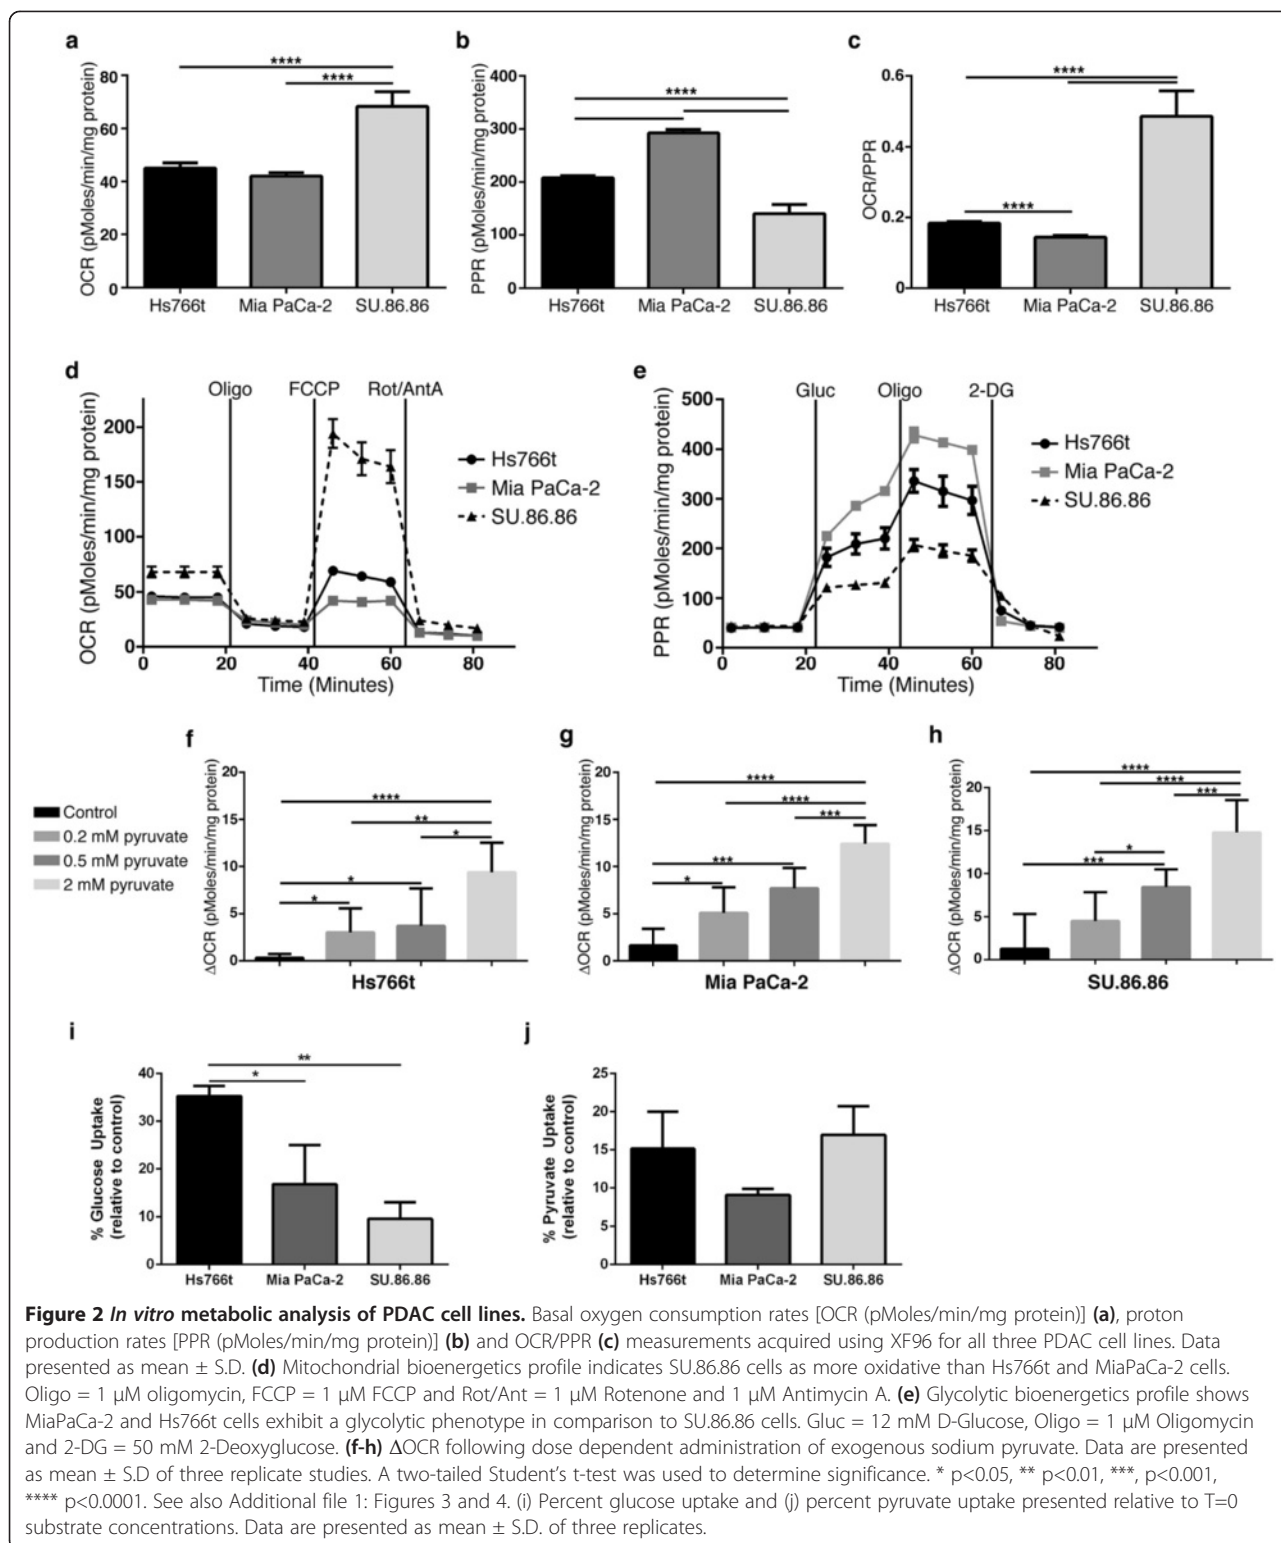 a
OCR (pMoles/min/mg protein)
80
60
40
20
0
****
****
Hs766t Mia PaCa-2 SU.86.86
b
PPR (pMoles/min/mg protein)
400
300
200
100
0
****
Hs766t Mia PaCa-2 SU.86.86
c
OCR/PPR
0.6
0.4
0.2
0
****
****
Hs766t Mia PaCa-2 SU.86.86
d
OCR (pMoles/min/mg protein)
200
150
100
50
0
Oligo FCCP Rot/AntA
0 20 40 60 80
Time (Minutes)
Hs766t
Mia PaCa-2
SU.86.86
e
PPR (pMoles/min/mg protein)
500
400
300
200
100
0
Gluc Oligo 2-DG
0 20 40 60 80
Time (Minutes)
Hs766t
Mia PaCa-2
SU.86.86
Control
0.2 mM pyruvate
0.5 mM pyruvate
2 mM pyruvate
f
ΔOCR (pMoles/min/mg protein)
20
15
10
5
0
****
**
*
*
*
Hs766t
g
ΔOCR (pMoles/min/mg protein)
20
15
10
5
0
****
****
***
***
*
Mia PaCa-2
h
ΔOCR (pMoles/min/mg protein)
20
15
10
5
0
****
****
***
*
***
SU.86.86
i
% Glucose Uptake
(relative to control)
40
30
20
10
0
**
*
Hs766t Mia PaCa-2 SU.86.86
j
% Pyruvate Uptake
(relative to control)
25
20
15
10
5
0
Hs766t Mia PaCa-2 SU.86.86
Figure 2 In vitro metabolic analysis of PDAC cell lines. Basal oxygen consumption rates [OCR (pMoles/min/mg protein)] (a), proton
production rates [PPR (pMoles/min/mg protein)] (b) and OCR/PPR (c) measurements acquired using XF96 for all three PDAC cell lines. Data
presented as mean ± S.D. (d) Mitochondrial bioenergetics profile indicates SU.86.86 cells as more oxidative than Hs766t and MiaPaCa-2 cells.
Oligo = 1 μM oligomycin, FCCP = 1 μM FCCP and Rot/Ant = 1 μM Rotenone and 1 μM Antimycin A. (e) Glycolytic bioenergetics profile shows
MiaPaCa-2 and Hs766t cells exhibit a glycolytic phenotype in comparison to SU.86.86 cells. Gluc = 12 mM D-Glucose, Oligo = 1 μM Oligomycin
and 2-DG = 50 mM 2-Deoxyglucose. (f-h) ΔOCR following dose dependent administration of exogenous sodium pyruvate. Data are presented
as mean ± S.D of three replicate studies. A two-tailed Student's t-test was used to determine significance. * p<0.05, ** p<0.01, ***, p<0.001,
**** p<0.0001. See also Additional file 1: Figures 3 and 4. (i) Percent glucose uptake and (j) percent pyruvate uptake presented relative to T=0
substrate concentrations. Data are presented as mean ± S.D. of three replicates.